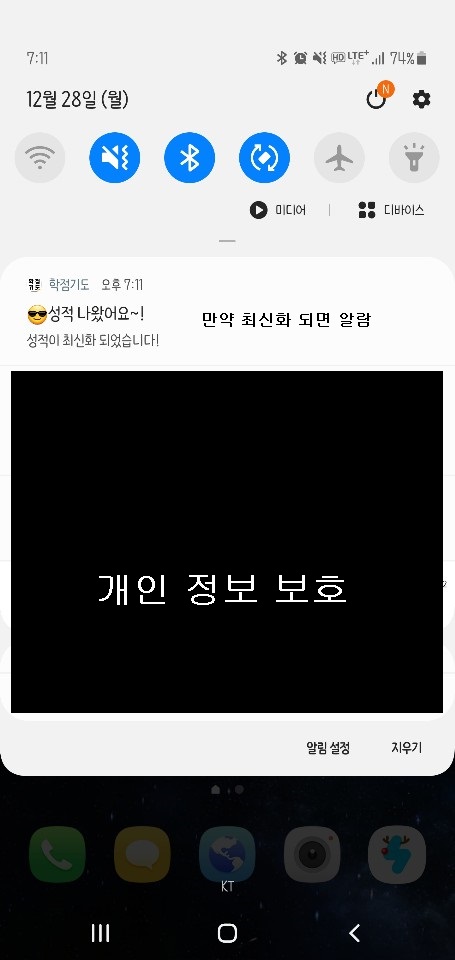 7:11
HD LTE+ 74%
12월 28일 (월)
N
미디어 | 디바이스
학점기도 오후 7:11
😎성적 나왔어요~!
만약 최신화 되면 알람
성적이 최신화 되었습니다!
개인 정보 보호
알림 설정 지우기
KT